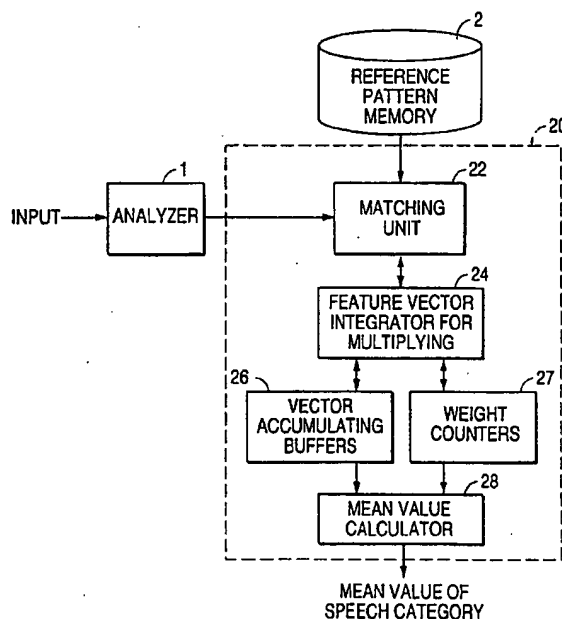 2
REFERENCE
PATTERN
MEMORY
20
1
22
INPUT
ANALYZER
MATCHING
UNIT
24
FEATURE VECTOR
INTEGRATOR FOR
MULTIPLYING
26
27
VECTOR
ACCUMULATING
BUFFERS
WEIGHT
COUNTERS
28
MEAN VALUE
CALCULATOR
MEAN VALUE OF
SPEECH CATEGORY